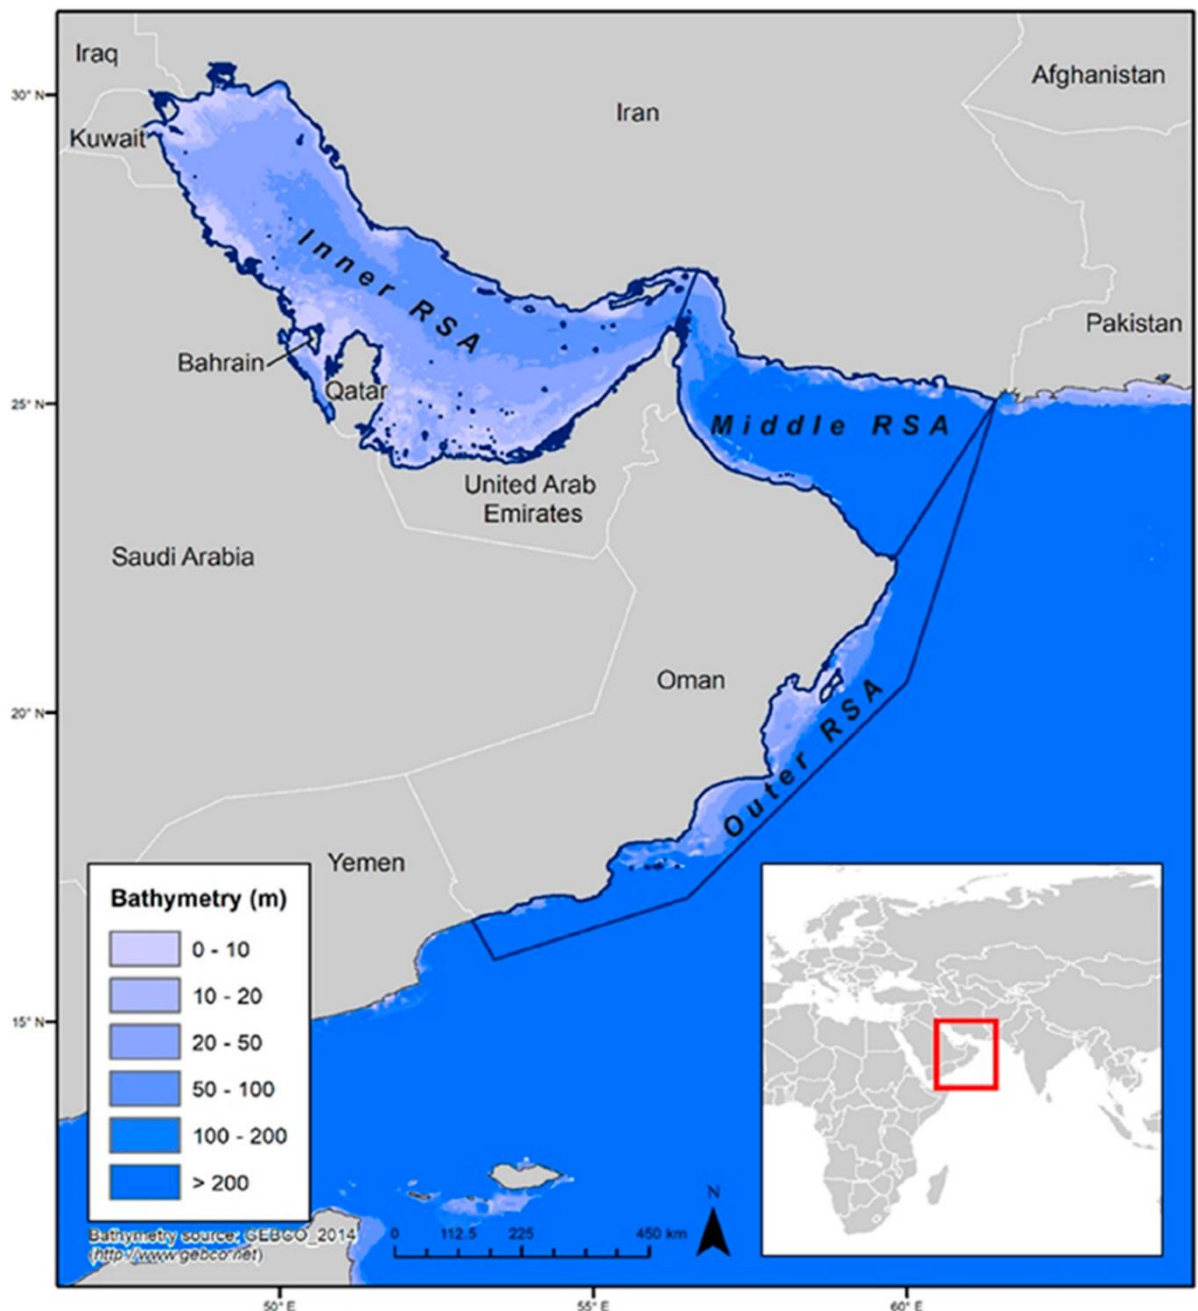 Iraq
Afghanistan
30° N
Iran
Kuwait
Inner RSA
Pakistan
Bahrain
Qatar
25° N
Middle RSA
United Arab
Emirates
Saudi Arabia
Oman
20° N
Outer RSA
Yemen
Bathymetry (m)
0 - 10
10 - 20
20 - 50
50 - 100
100 - 200
> 200
15° N
Bathymetry source: GEBCO_2014
(http://www.gebco.net)
0 112.5 225 450 km
N
50° E 55° E 60° E